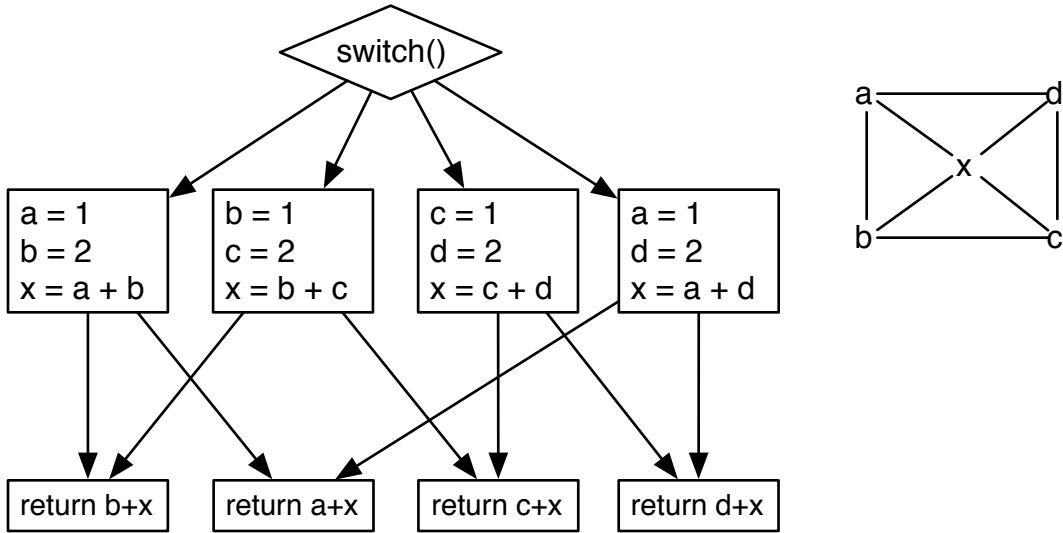 switch()
a = 1
b = 2
x = a + b
b = 1
c = 2
x = b + c
c = 1
d = 2
x = c + d
a = 1
d = 2
x = a + d
return b+x
return a+x
return c+x
return d+x
a
d
x
b
c